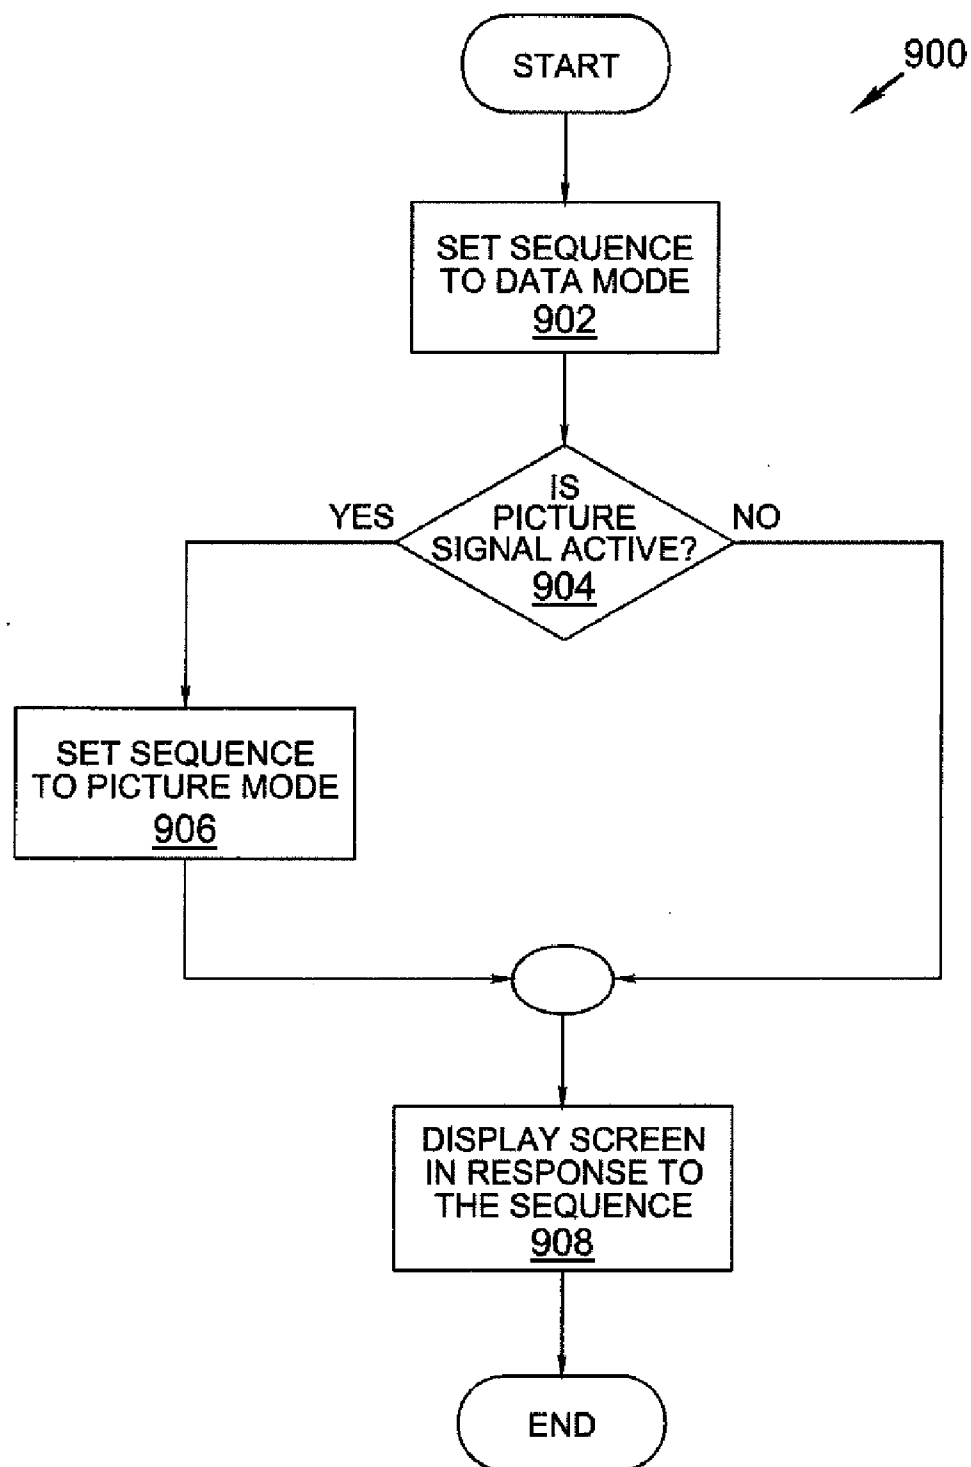 START
900
SET SEQUENCE
TO DATA MODE
902
IS
PICTURE
SIGNAL ACTIVE?
904
YES
NO
SET SEQUENCE
TO PICTURE MODE
906
DISPLAY SCREEN
IN RESPONSE TO
THE SEQUENCE
908
END